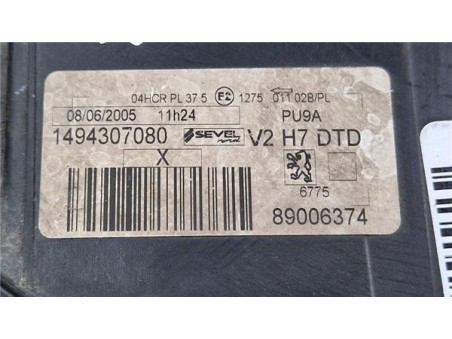 04HCR PL 37 5 E2 1275 011 02B/PL
08/06/2005 11h24 PU9A
1494307080 SEVEL V2 H7 DTD
X
6775
89006374